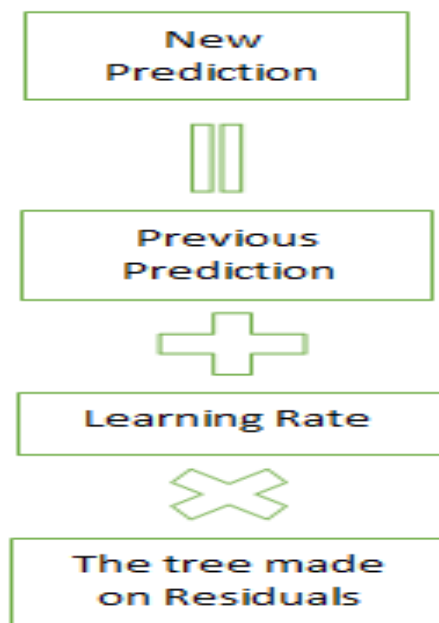 New
Prediction
Previous
Prediction
Learning Rate
The tree made
on Residuals